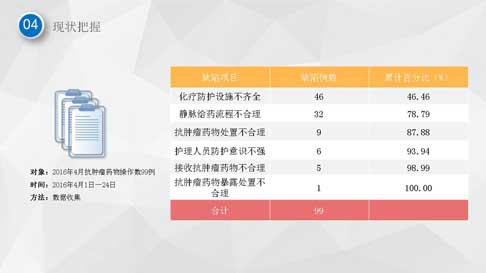 04 现状把握
缺陷项目 缺陷例数 累计百分比（%）
化疗防护设施不齐全 46 46.46
静脉给药流程不合理 32 78.79
抗肿瘤药物处置不合理 9 87.88
护理人员防护意识不强 6 93.94
接收抗肿瘤药物不合理 5 98.99
抗肿瘤药物暴露处置不
合理 1 100.00
合计 99
对象：2016年4月抗肿瘤药物操作数99例
时间：2016年4月1日—24日
方法：数据收集